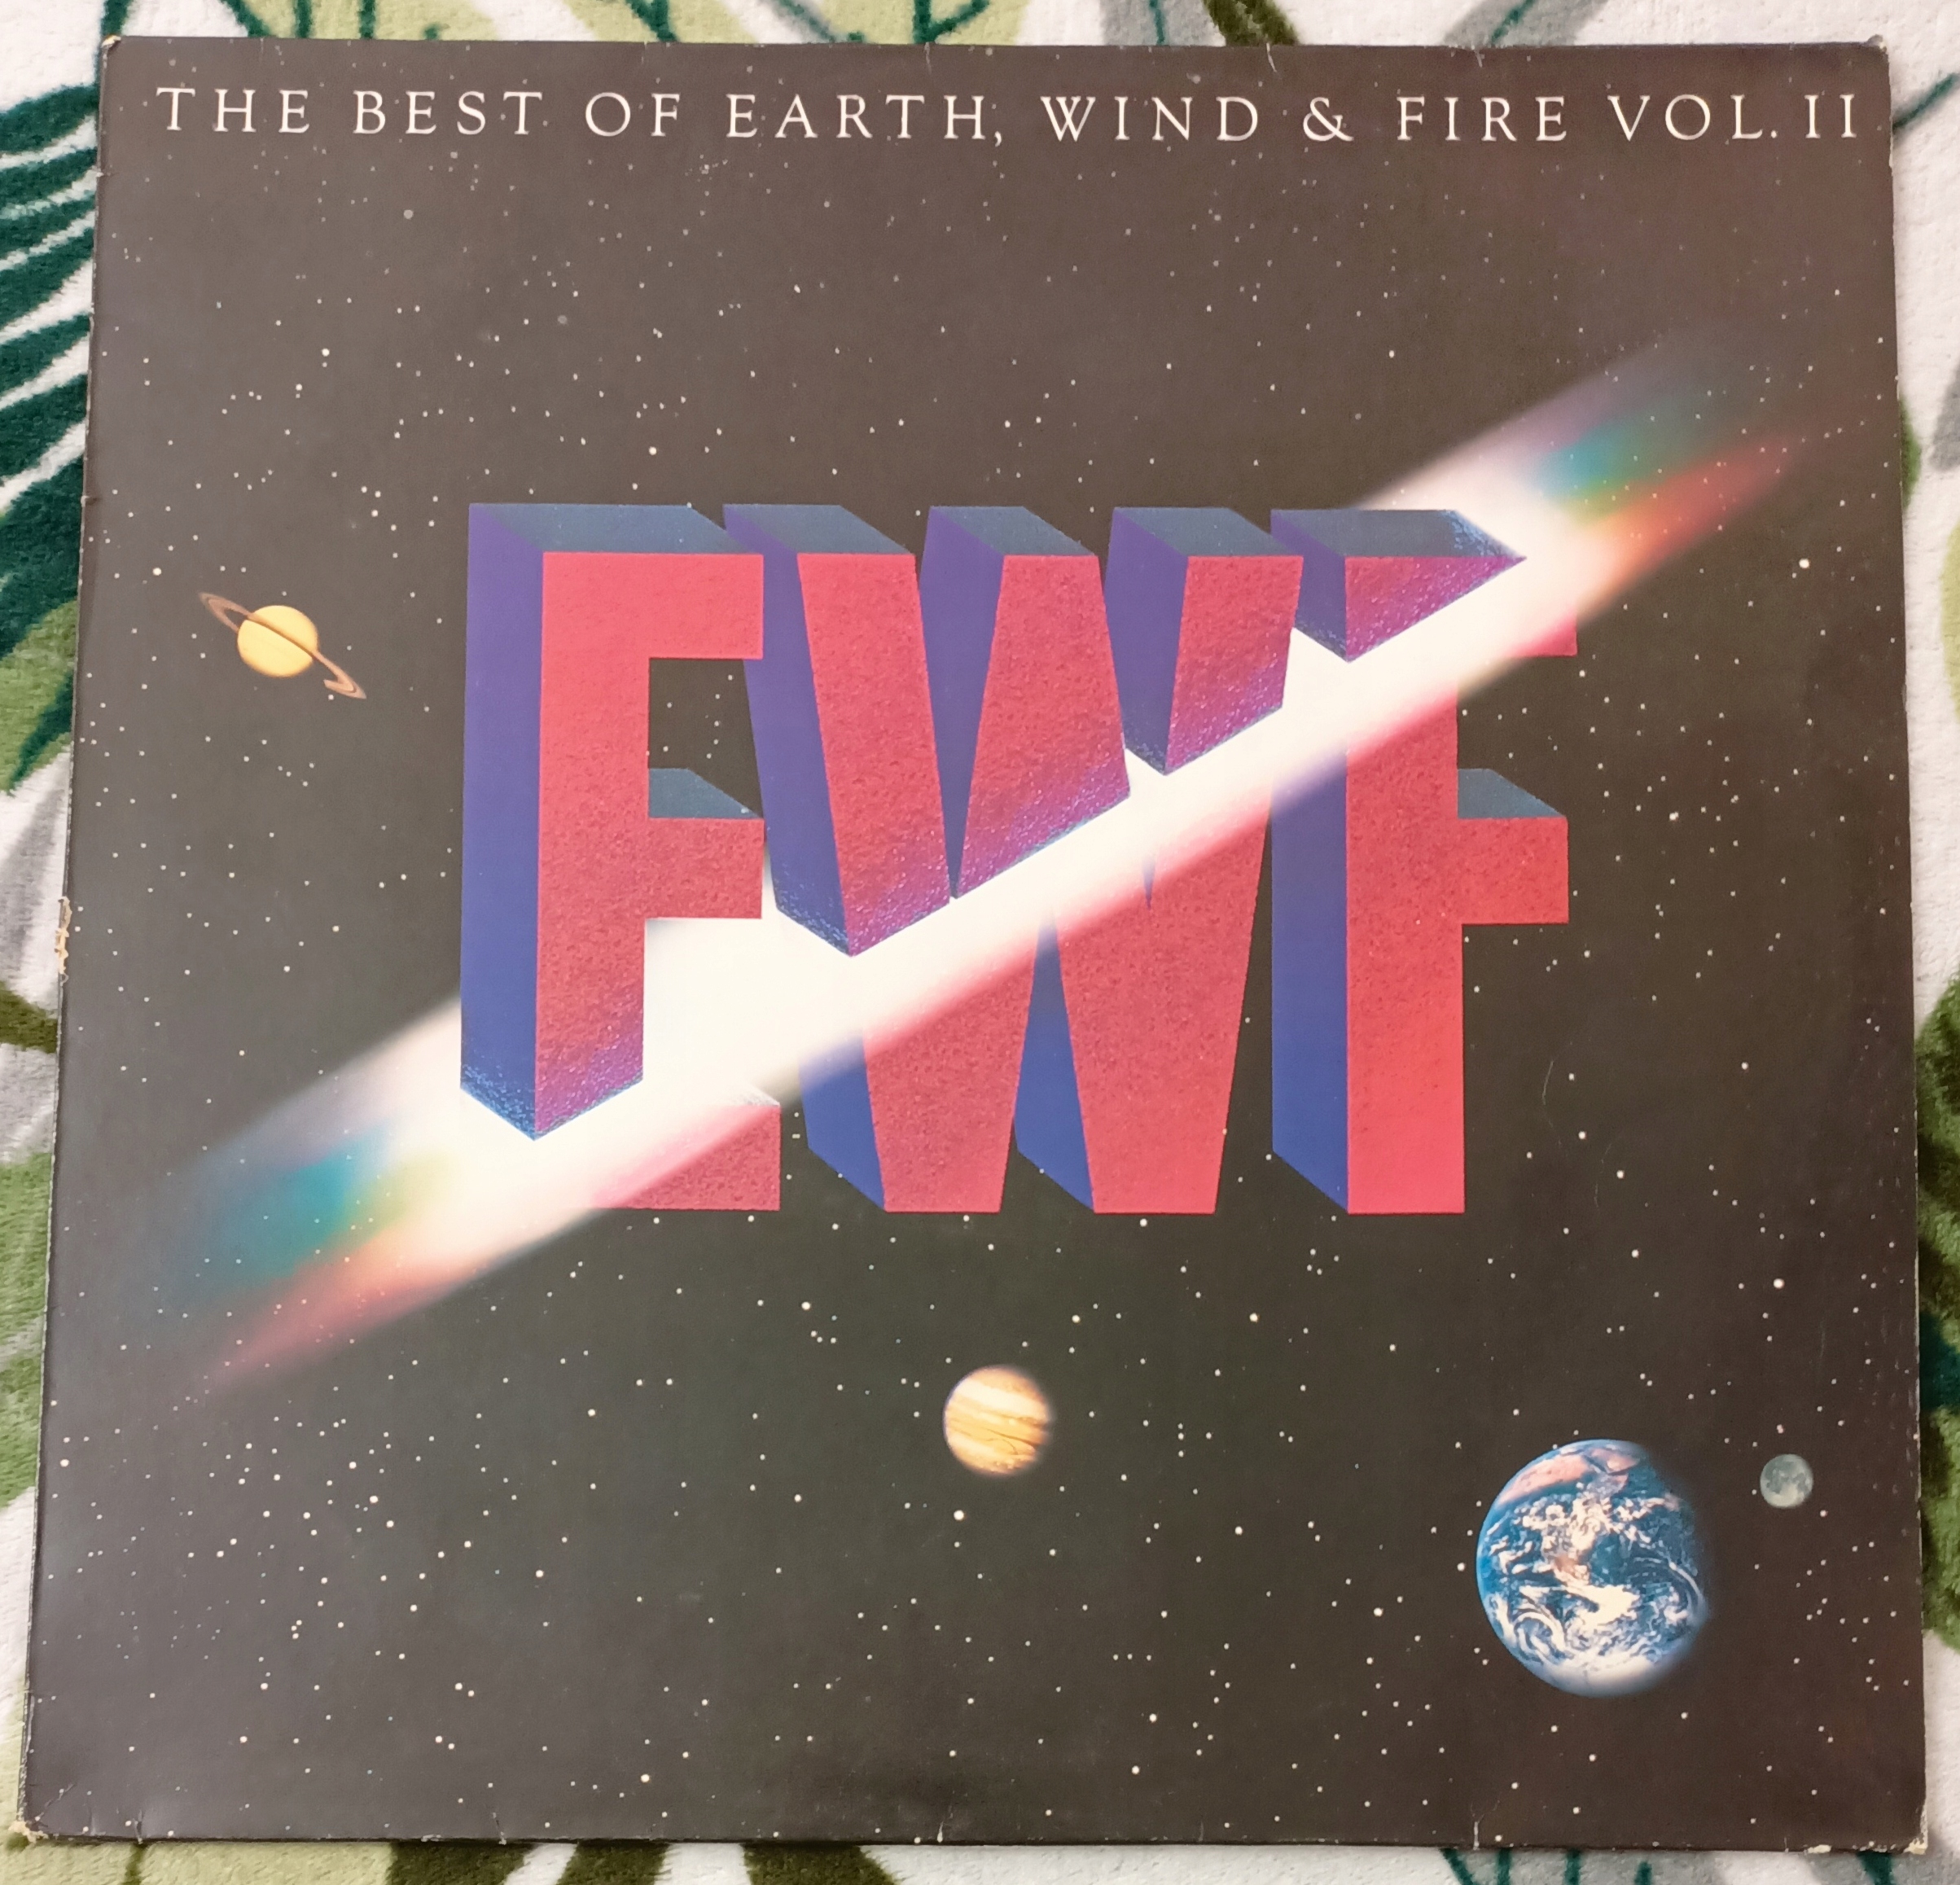 THE BEST OF EARTH, WIND & FIRE VOL. II
EWF